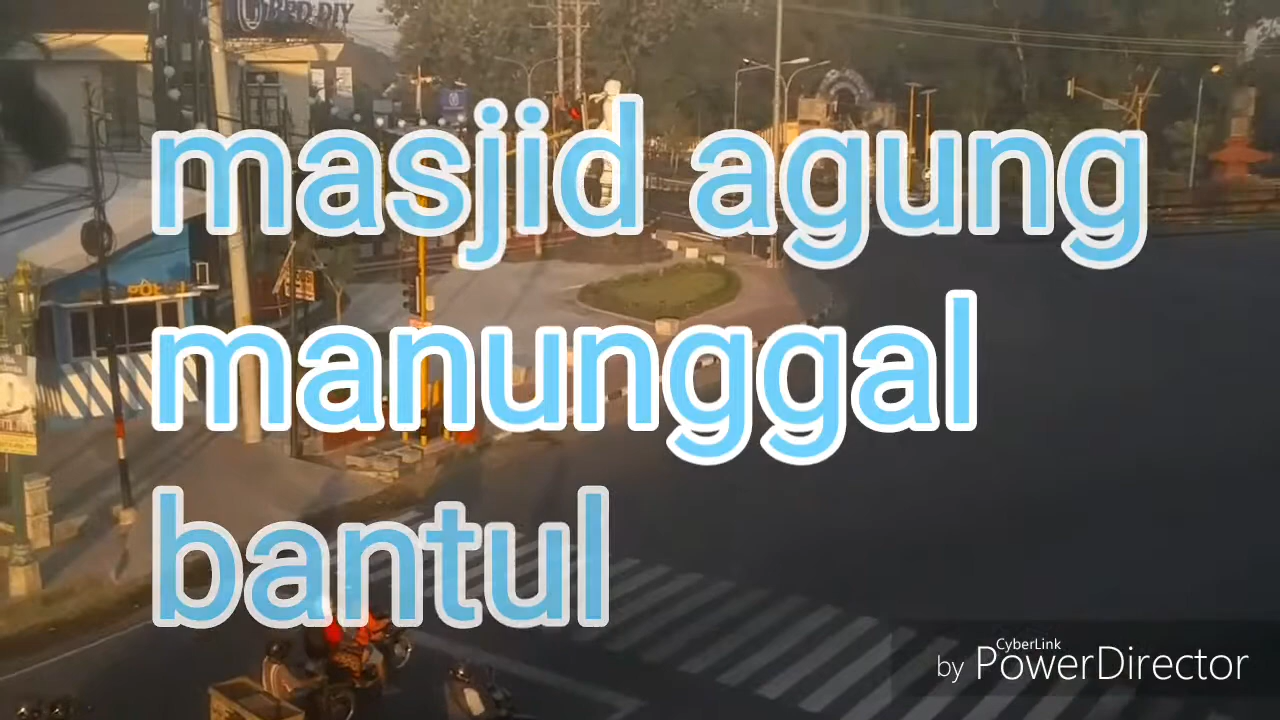 BPD DIY
masjid agung
manunggal
bantul
by CyberLink PowerDirector